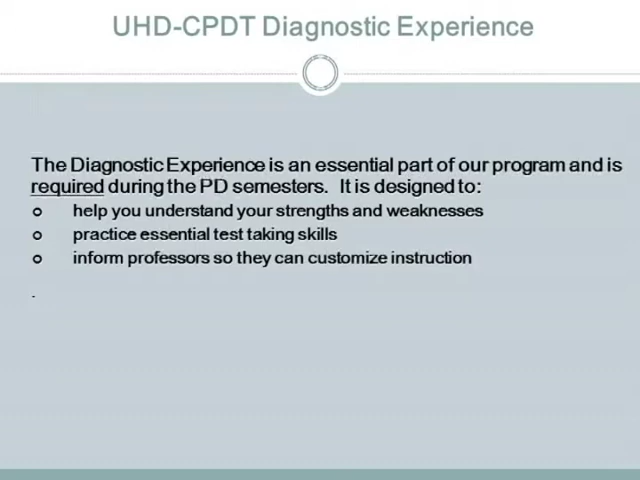 UHD-CPDT Diagnostic Experience
The Diagnostic Experience is an essential part of our program and is
required during the PD semesters. It is designed to:
o help you understand your strengths and weaknesses
o practice essential test taking skills
o inform professors so they can customize instruction
.